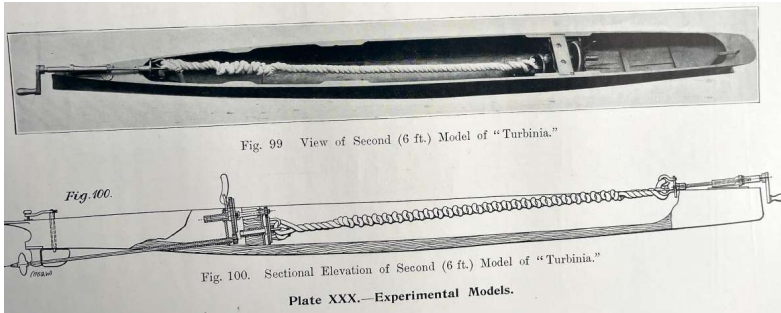 Fig. 99 View of Second (6 ft.) Model of "Turbinia."
Fig. 100.
Fig. 100. Sectional Elevation of Second (6 ft.) Model of "Turbinia."
Plate XXX.—Experimental Models.